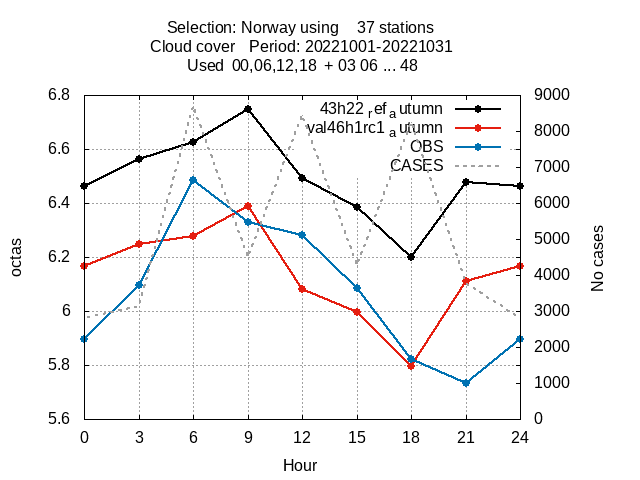 Selection: Norway using 37 stations
Cloud cover Period: 20221001-20221031
Used 00,06,12,18 + 03 06 ... 48
6.8
6.6
6.4
6.2
6
5.8
5.6
octas
9000
8000
7000
6000
5000
4000
3000
2000
1000
0
No cases
43h22 ref autumn
val46h1rc1 autumn
OBS
CASES
0 3 6 9 12 15 18 21 24
Hour